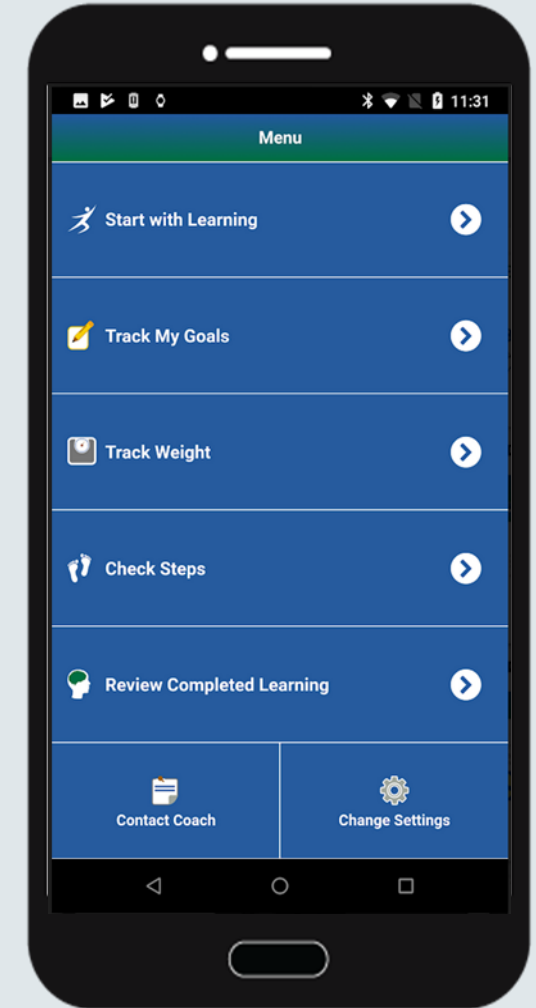 11:31
Menu
Start with Learning
Track My Goals
Track Weight
Check Steps
Review Completed Learning
Contact Coach
Change Settings